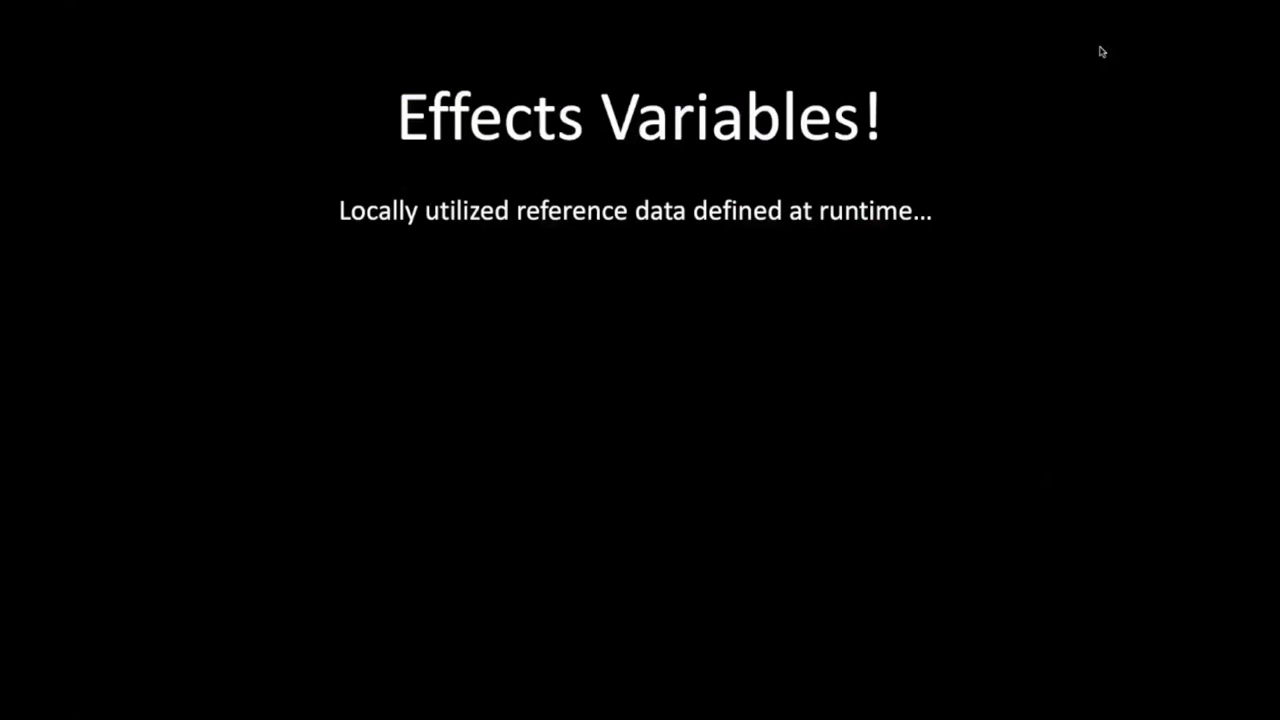 Effects Variables!
Locally utilized reference data defined at runtime...